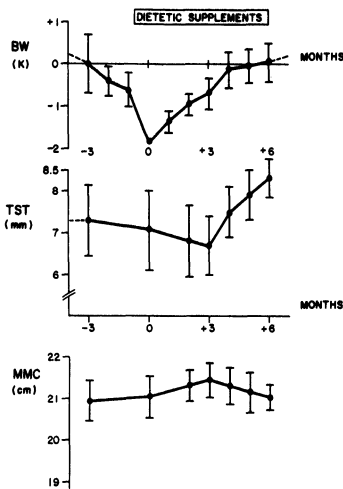 DIETETIC SUPPLEMENTS
+1
BW
(K)
0
MONTHS
-1
-2
-3
0
+3
+6
8.5
8
TST
(mm)
7
6
MONTHS
-3
0
+3
+6
22
MMC
(cm)
21
20
19